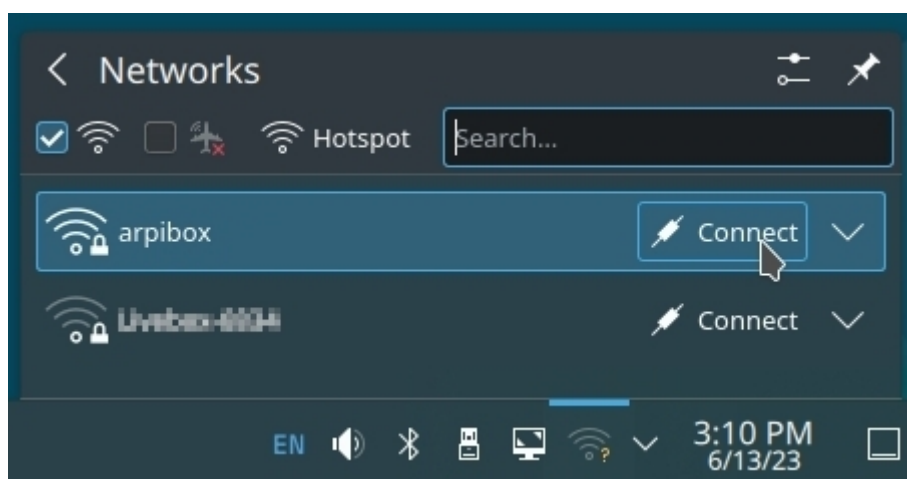 Networks
Hotspot Search...
arpibox Connect
Connect
EN 3:10 PM
6/13/23